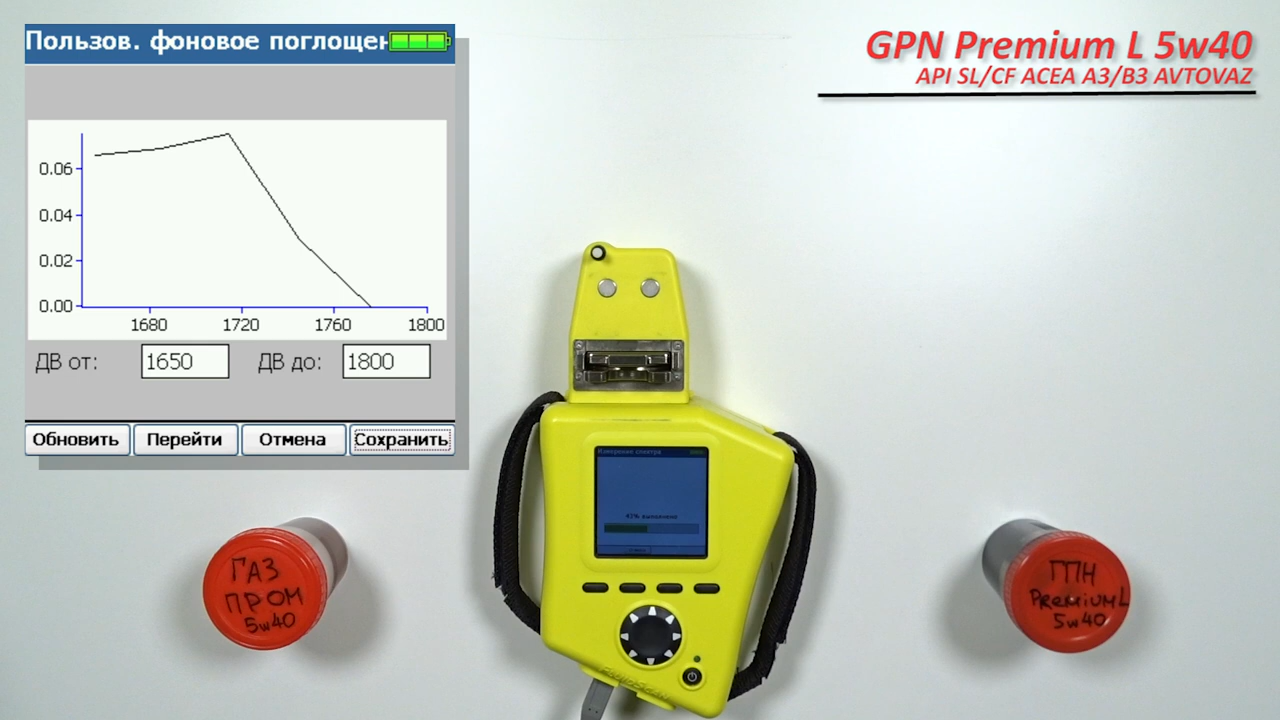 Пользов. фоновое поглощен
0.06
0.04
0.02
0.00
1680 1720 1760 1800
ДВ от: 1650 ДВ до: 1800
Обновить Перейти Отмена Сохранить
GPN Premium L 5w40
API SL/CF ACEA A3/B3 AVTOVAZ
Измерение спектра
ГАЗ
ПРОМ
5w40
ГПН
Premium L
5w40